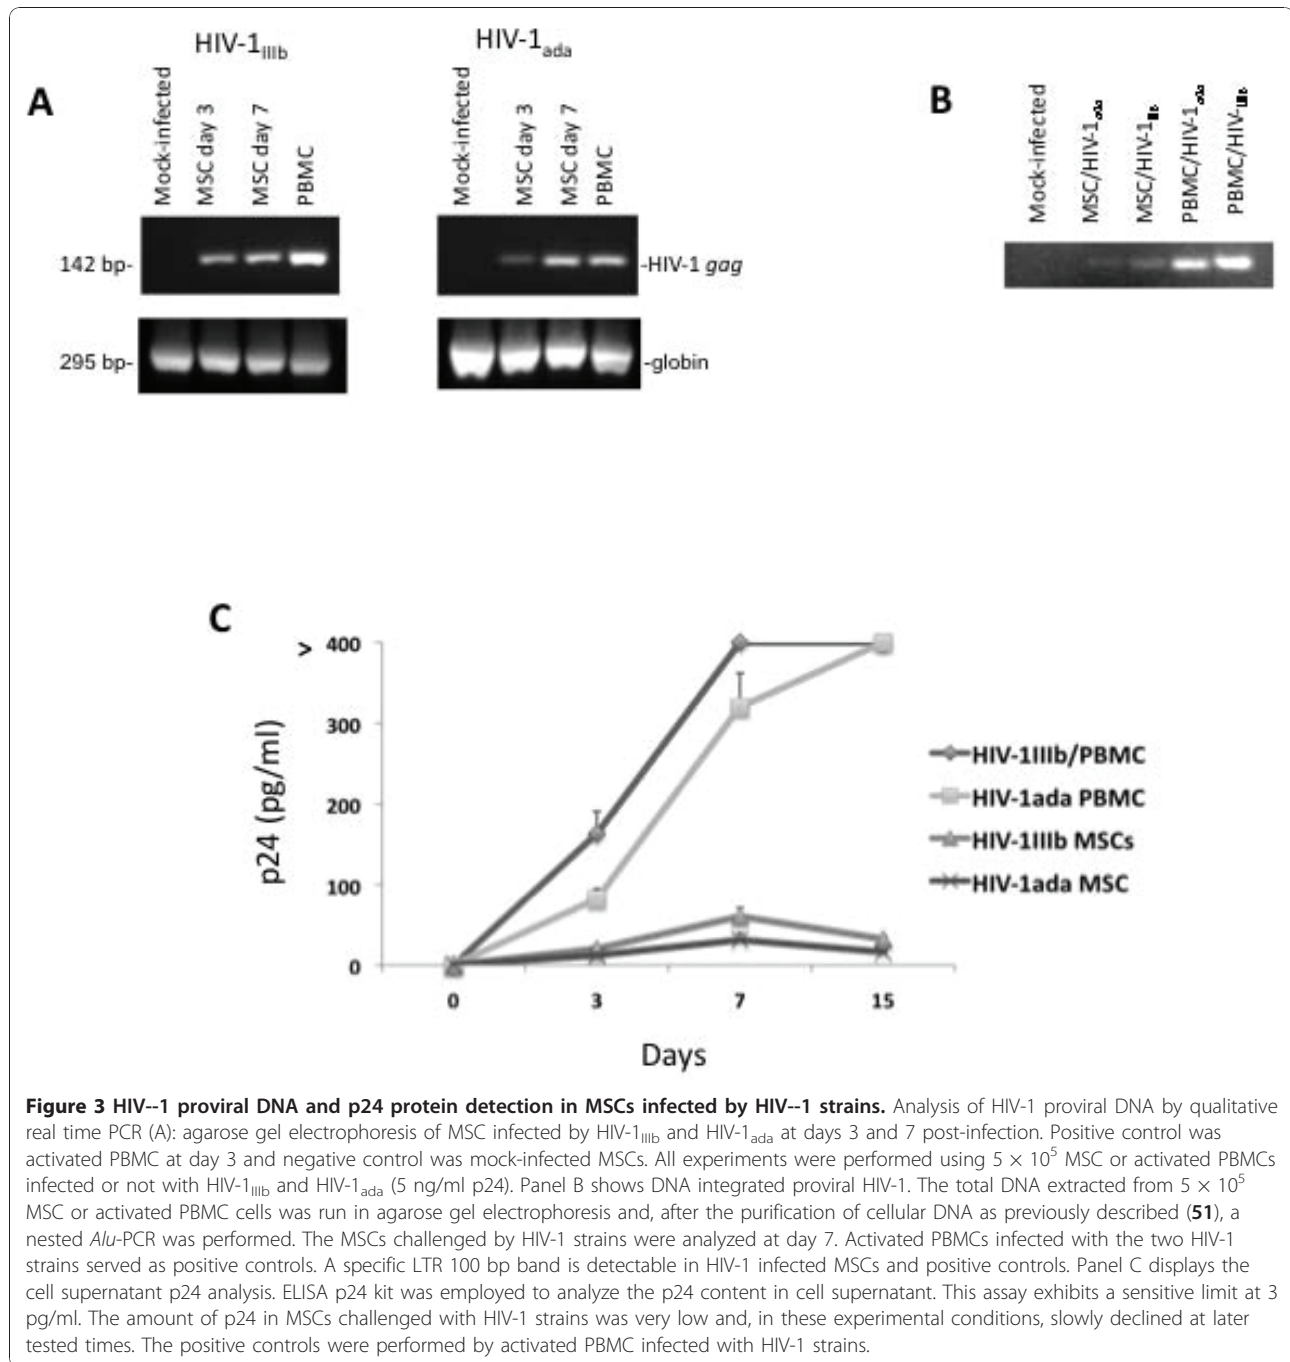 HIV-1IIIb
HIV-1ada
A
Mock-infected
MSC day 3
MSC day 7
PBMC
Mock-infected
MSC day 3
MSC day 7
PBMC
142 bp-
-HIV-1 gag
295 bp-
-globin
B
Mock-infected
MSC/HIV-1ada
MSC/HIV-1IIIb
PBMC/HIV-1ada
PBMC/HIV-IIIb
C
> 400
300
200
100
0
p24 (pg/ml)
0 3 7 15
Days
HIV-1IIIb/PBMC
HIV-1ada PBMC
HIV-1IIIb MSCs
HIV-1ada MSC
Figure 3 HIV--1 proviral DNA and p24 protein detection in MSCs infected by HIV--1 strains. Analysis of HIV-1 proviral DNA by qualitative
real time PCR (A): agarose gel electrophoresis of MSC infected by HIV-1IIIb and HIV-1ada at days 3 and 7 post-infection. Positive control was
activated PBMC at day 3 and negative control was mock-infected MSCs. All experiments were performed using 5 × 10⁵ MSC or activated PBMCs
infected or not with HIV-1IIIb and HIV-1ada (5 ng/ml p24). Panel B shows DNA integrated proviral HIV-1. The total DNA extracted from 5 × 10⁵
MSC or activated PBMC cells was run in agarose gel electrophoresis and, after the purification of cellular DNA as previously described (51), a
nested Alu-PCR was performed. The MSCs challenged by HIV-1 strains were analyzed at day 7. Activated PBMCs infected with the two HIV-1
strains served as positive controls. A specific LTR 100 bp band is detectable in HIV-1 infected MSCs and positive controls. Panel C displays the
cell supernatant p24 analysis. ELISA p24 kit was employed to analyze the p24 content in cell supernatant. This assay exhibits a sensitive limit at 3
pg/ml. The amount of p24 in MSCs challenged with HIV-1 strains was very low and, in these experimental conditions, slowly declined at later
tested times. The positive controls were performed by activated PBMC infected with HIV-1 strains.